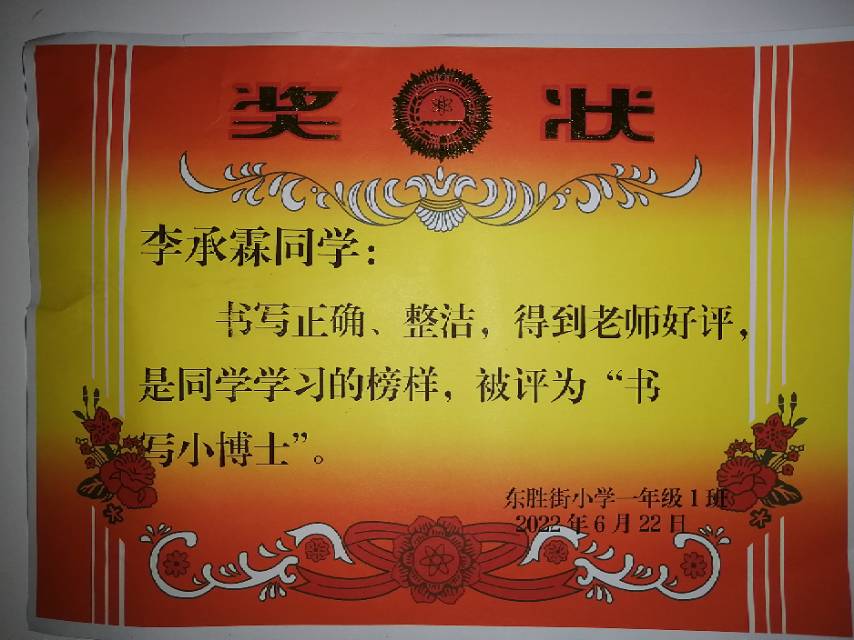 奖 状
李承霖同学：
书写正确、整洁，得到老师好评，
是同学学习的榜样，被评为“书
写小博士”。
东胜街小学一年级1班
2022年6月22日